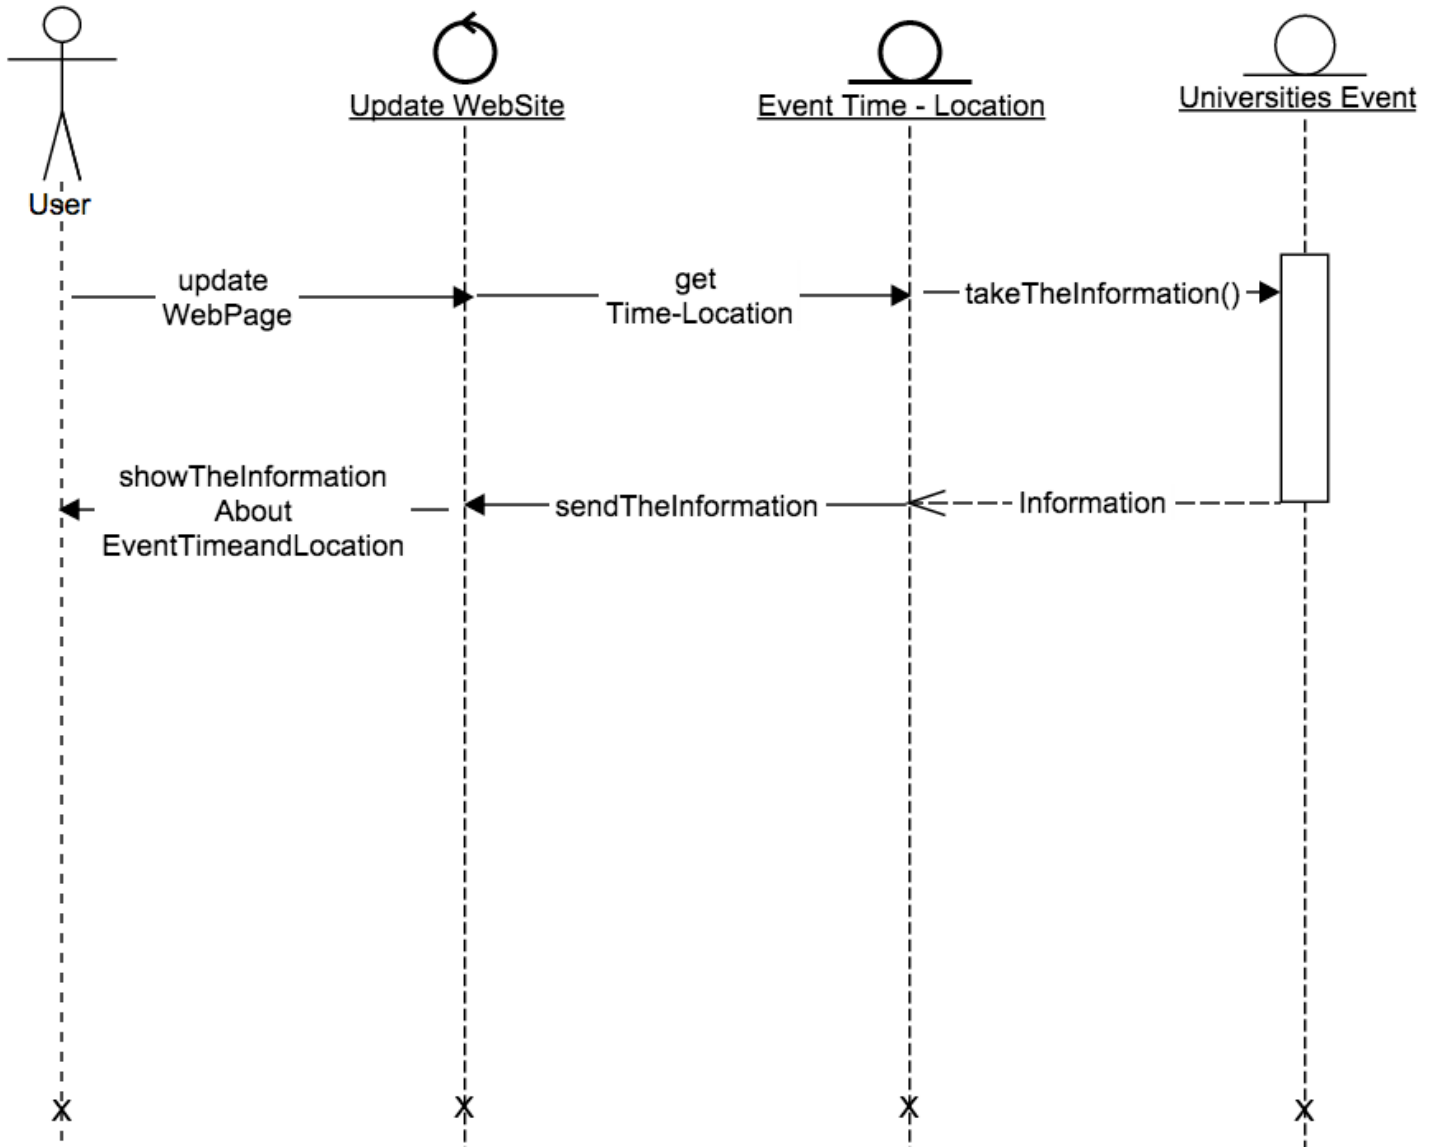 Update WebSite
Event Time - Location
Universities Event
User
update
WebPage
get
Time-Location
takeTheInformation()
showTheInformation
About
EventTimeandLocation
sendTheInformation
Information
X
X
X
X